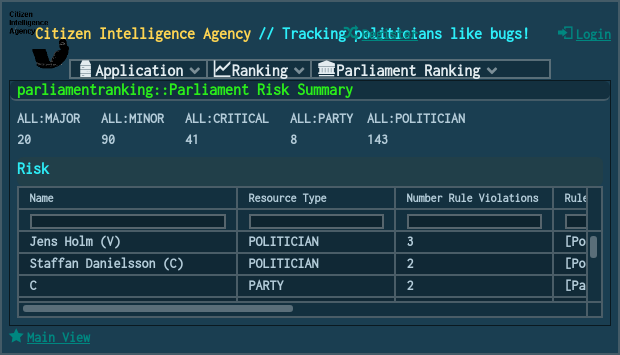 Citizen
Intelligence
Agency
Citizen Intelligence Agency // Tracking politicians like bugs!
Login
Application
Ranking
Parliament Ranking
parliamentranking::Parliament Risk Summary
ALL:MAJOR ALL:MINOR ALL:CRITICAL ALL:PARTY ALL:POLITICIAN
20 90 41 8 143
Risk
Name Resource Type Number Rule Violations Rule
Jens Holm (V) POLITICIAN 3 [Po
Staffan Danielsson (C) POLITICIAN 2 [Po
C PARTY 2 [Pa
Main View